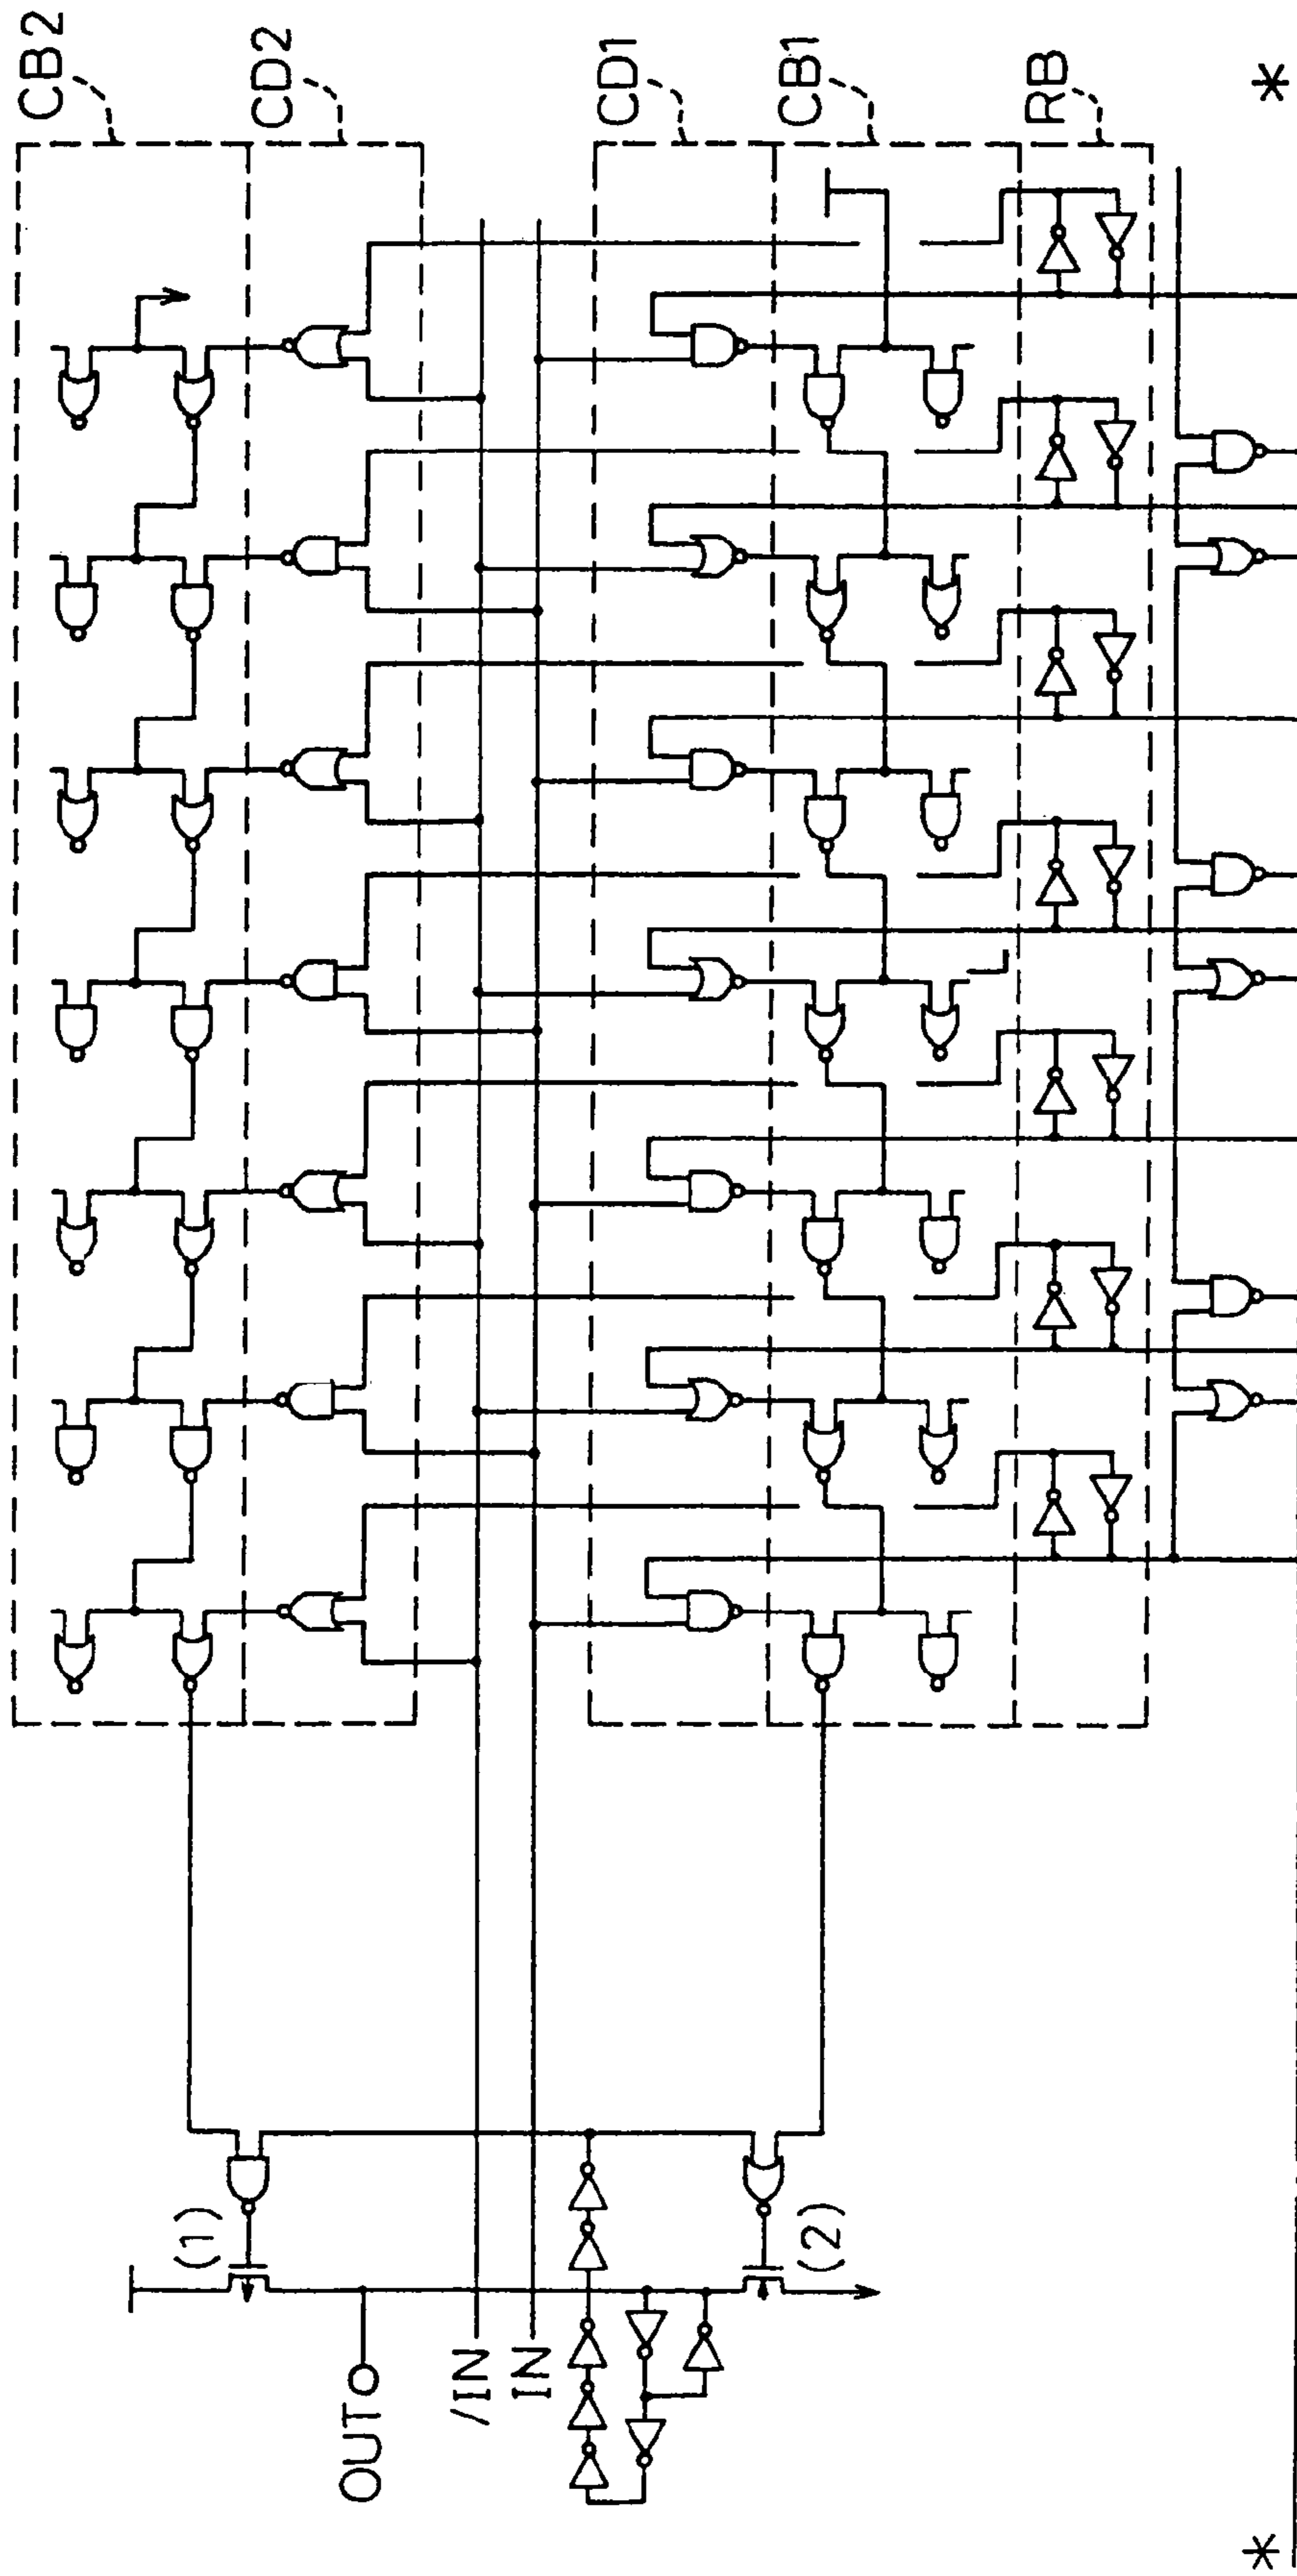 CB2
CD2
CD1
CB1
RB
*
(1)
(2)
OUT
/IN
IN
*